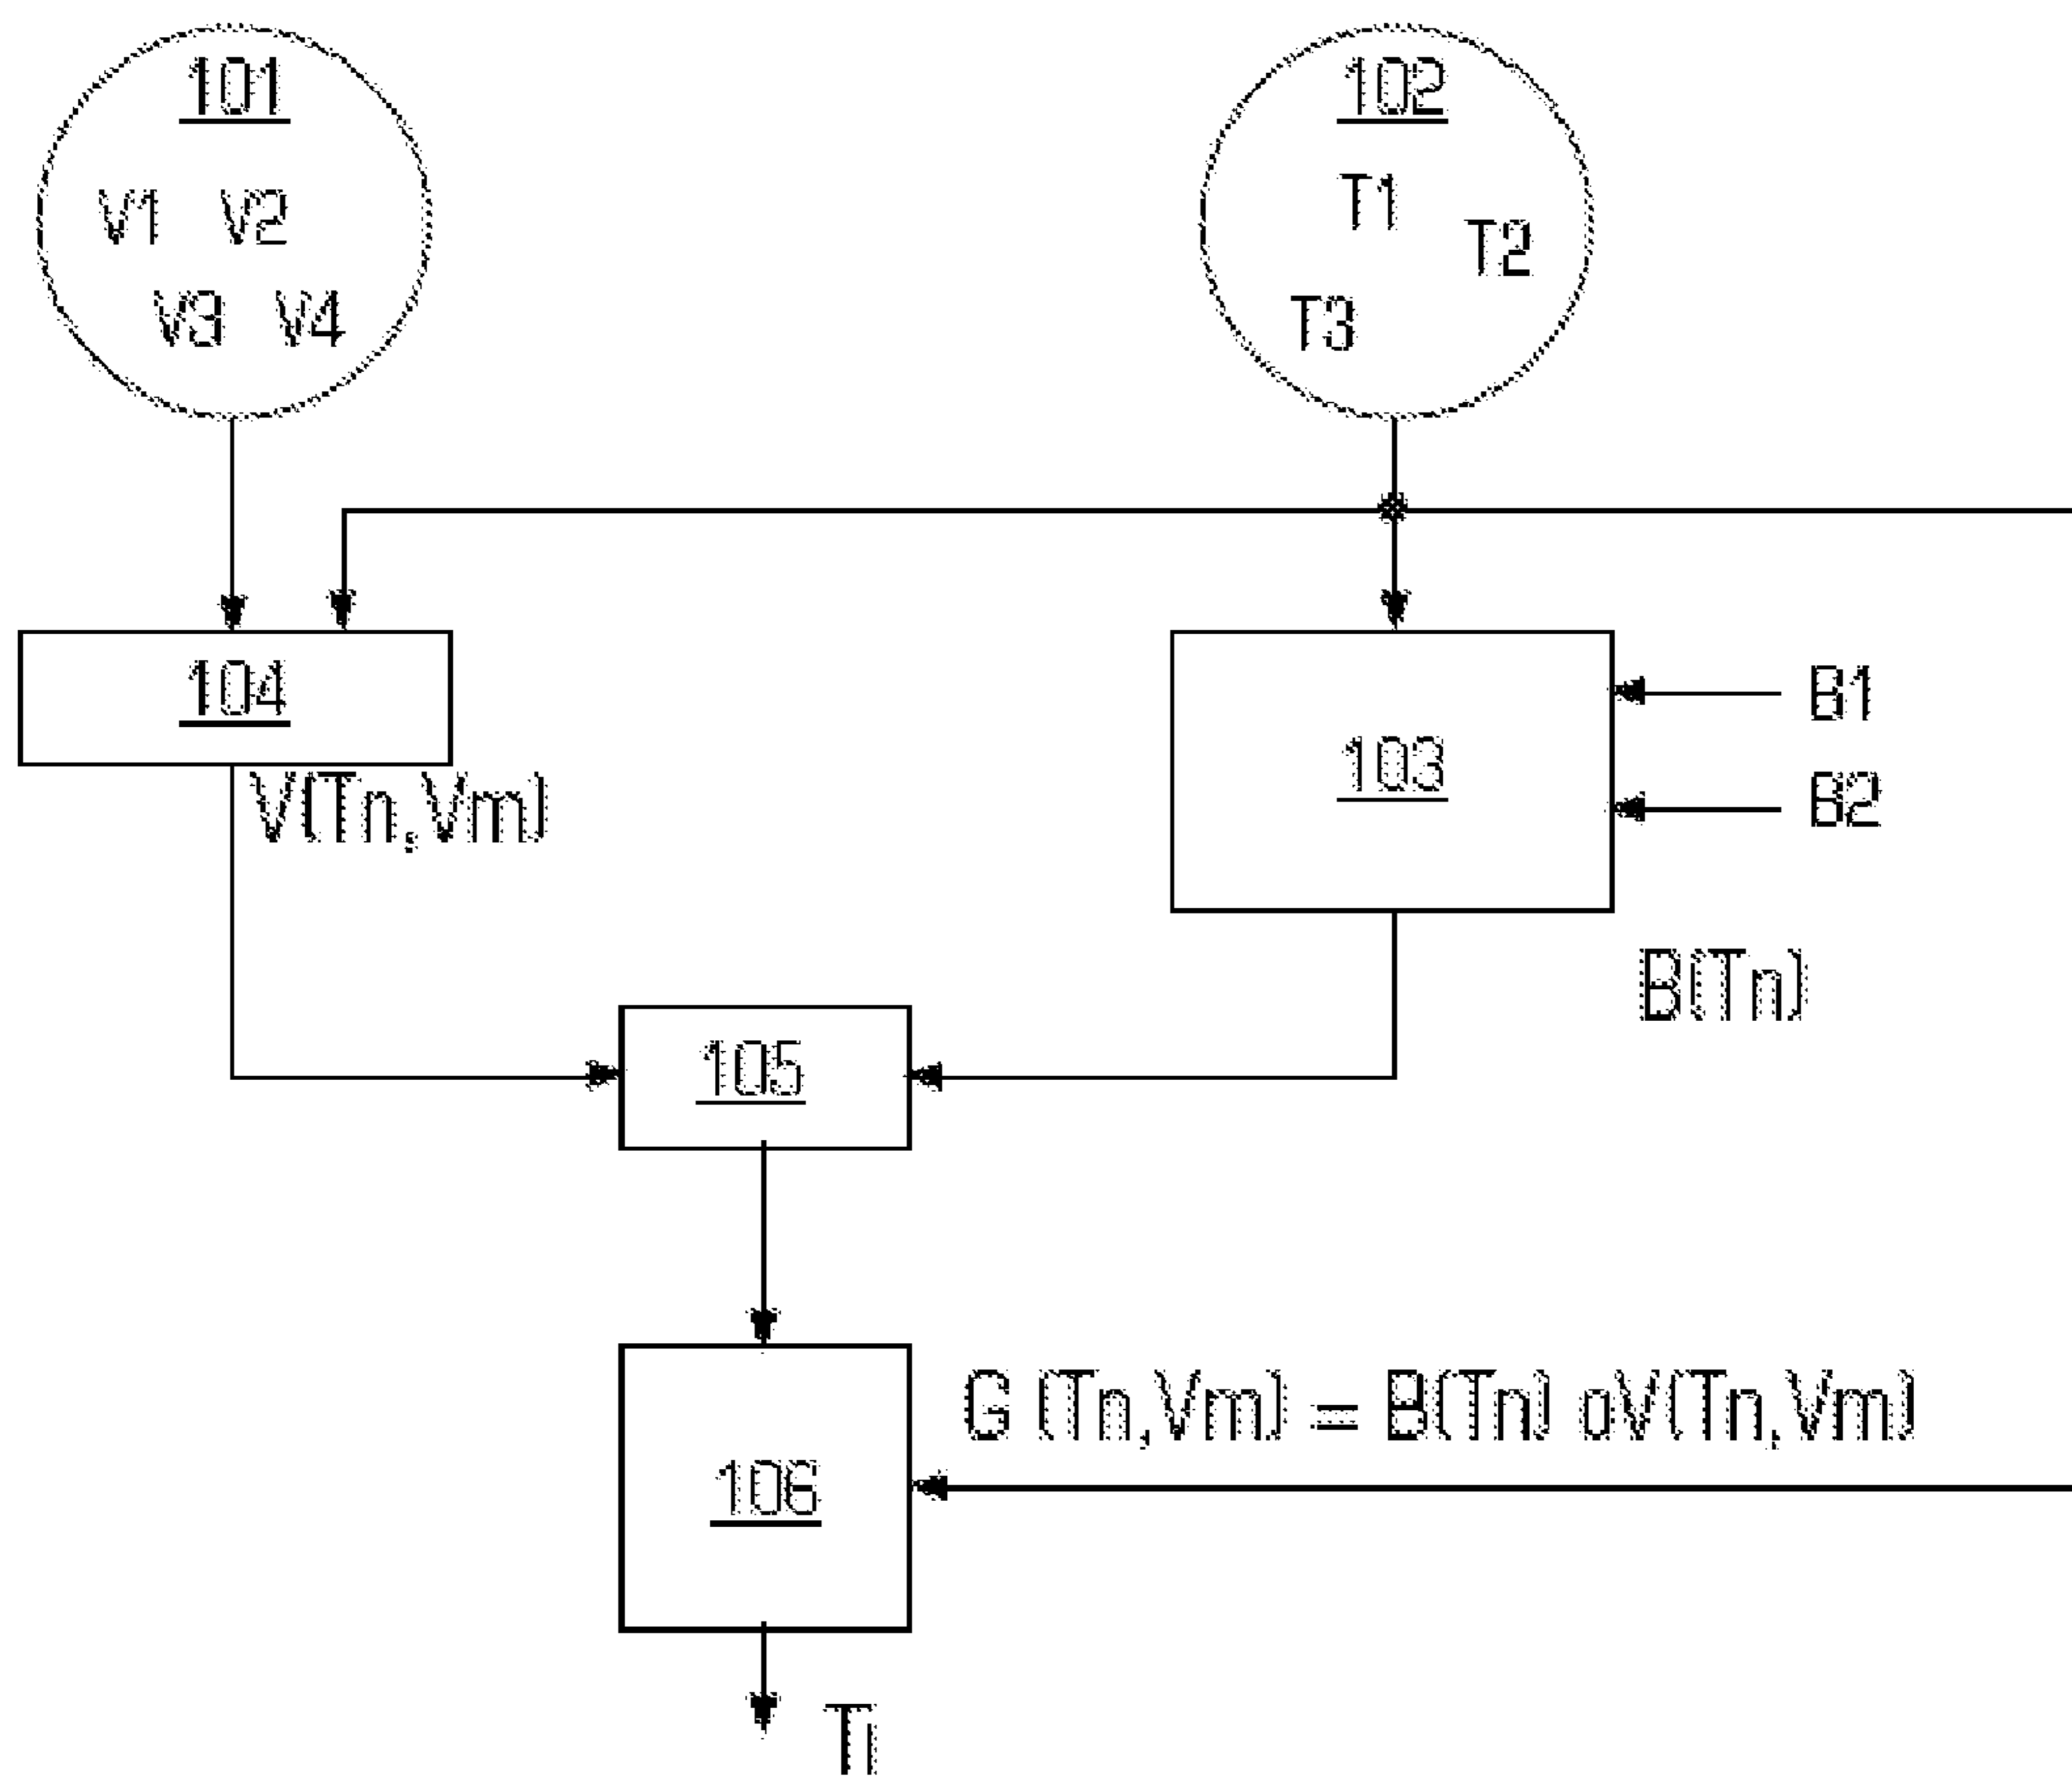 101
102
V1 V2
T1
T2
V3 V4
T3
104
B1
103
V(Tn,Vm)
B2
B(Tn)
105
G (Tn,Vm) = B(Tn) oV(Tn,Vm)
106
Ti